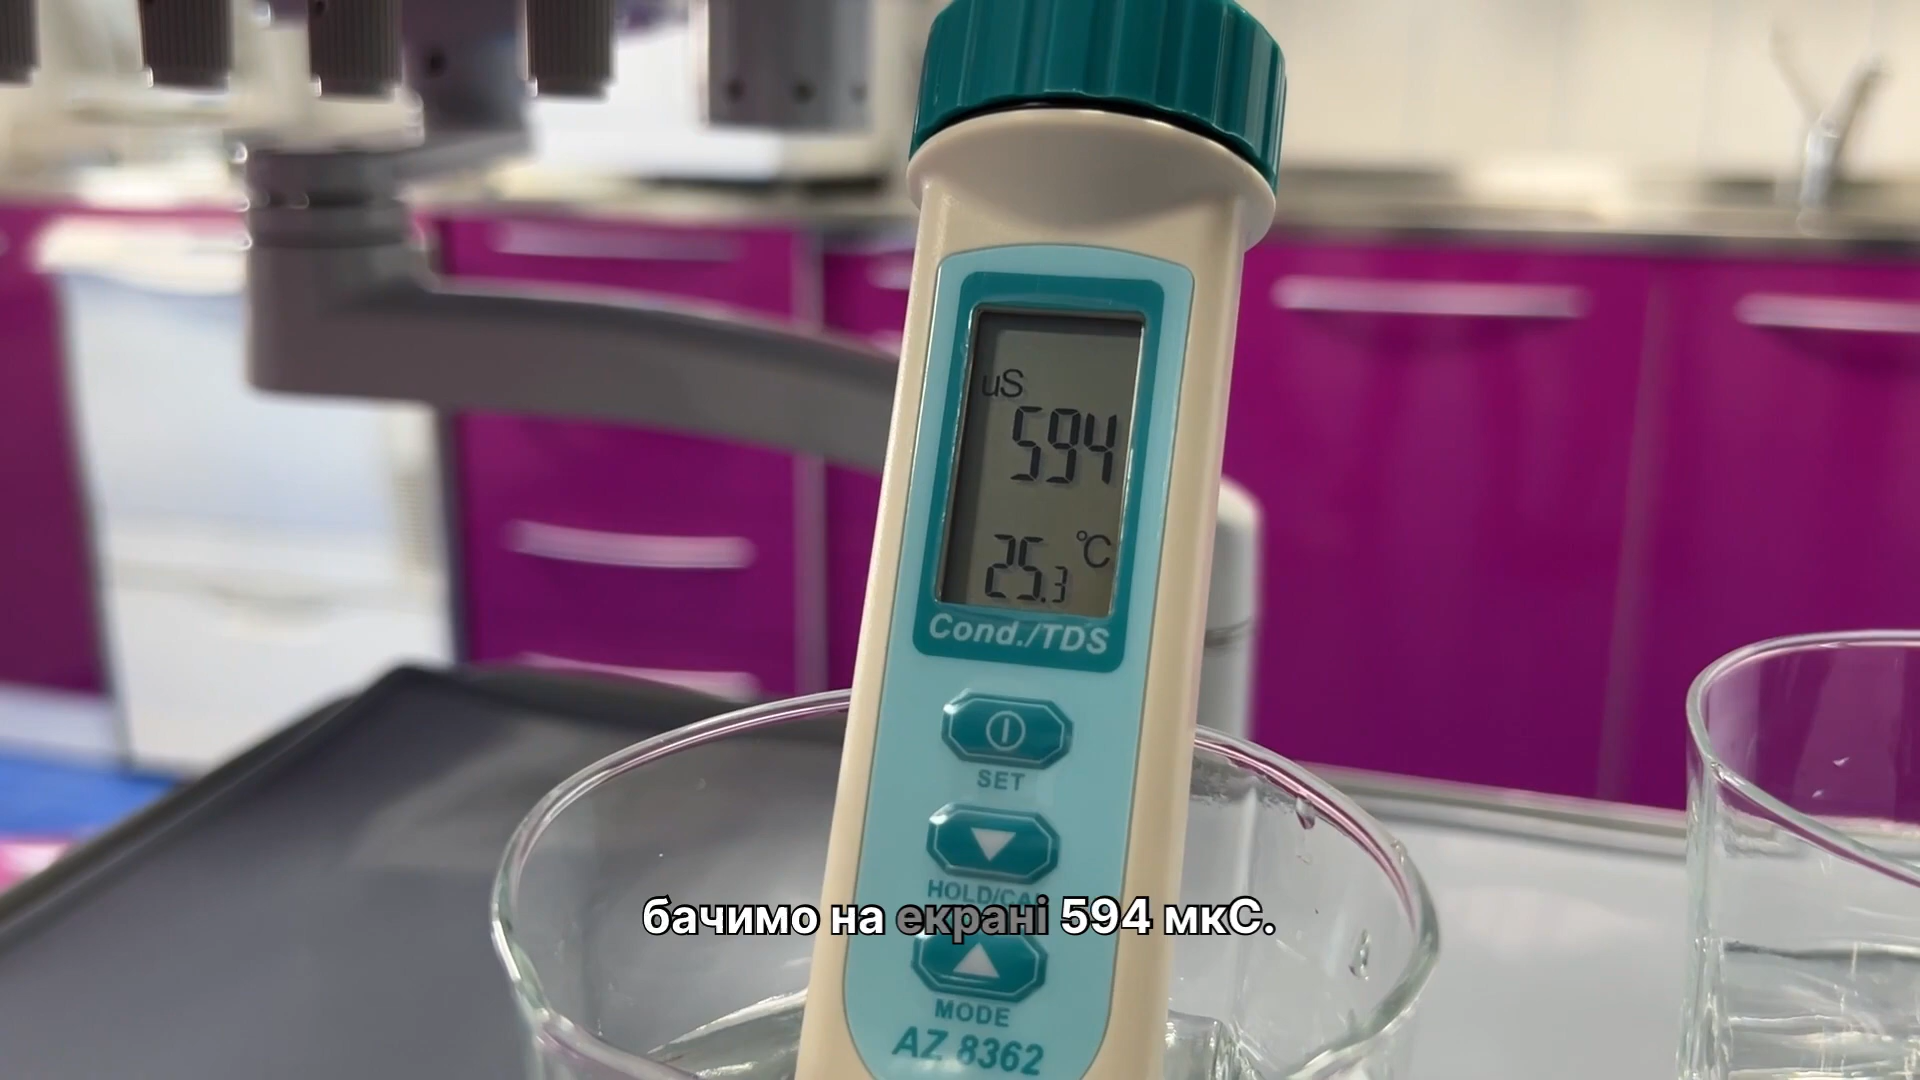 uS
594
25.3 °C
Cond./TDS
SET
HOLD/CA
бачимо на екрані 594 мкС.
MODE
AZ 8362